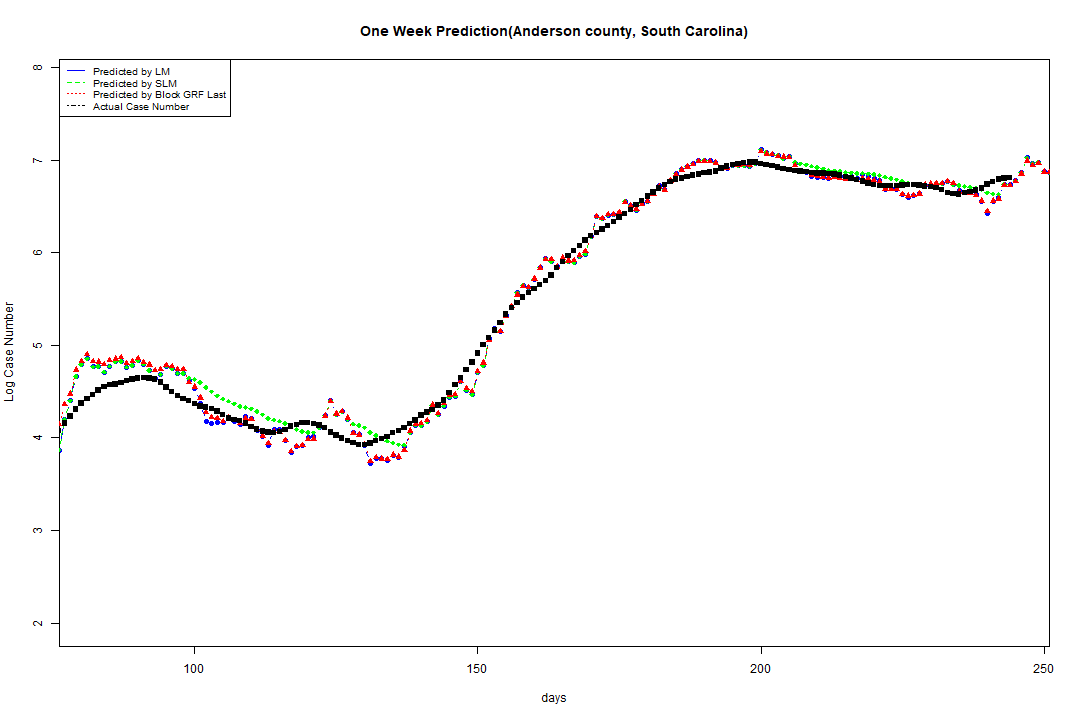 One Week Prediction(Anderson county, South Carolina)
Predicted by LM
Predicted by SLM
Predicted by Block GRF Last
Actual Case Number
8
7
6
5
4
3
2
Log Case Number
100 150 200 250
days